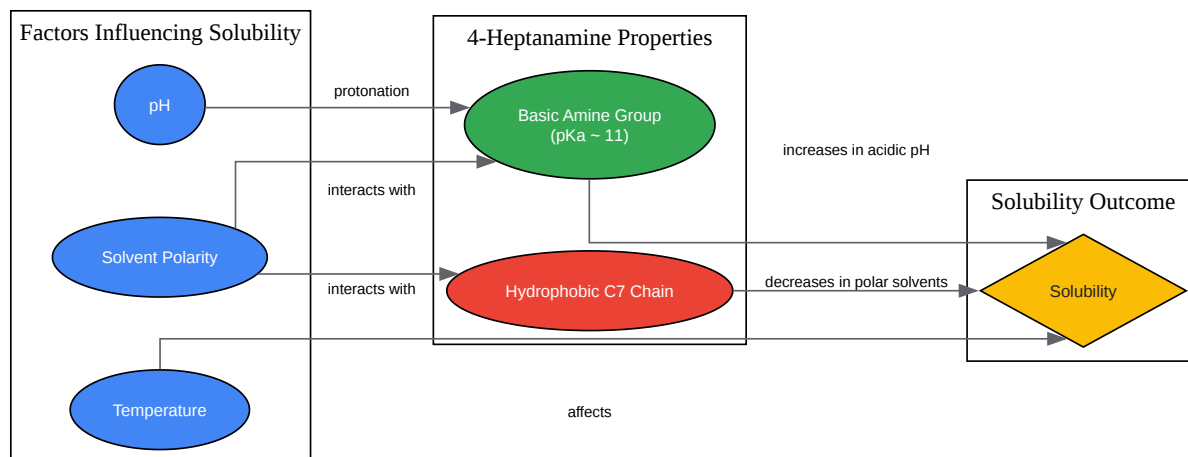 Factors Influencing Solubility
pH
Solvent Polarity
Temperature
protonation
interacts with
interacts with
affects
4-Heptanamine Properties
Basic Amine Group
(pKa ~ 11)
Hydrophobic C7 Chain
increases in acidic pH
decreases in polar solvents
Solubility Outcome
Solubility